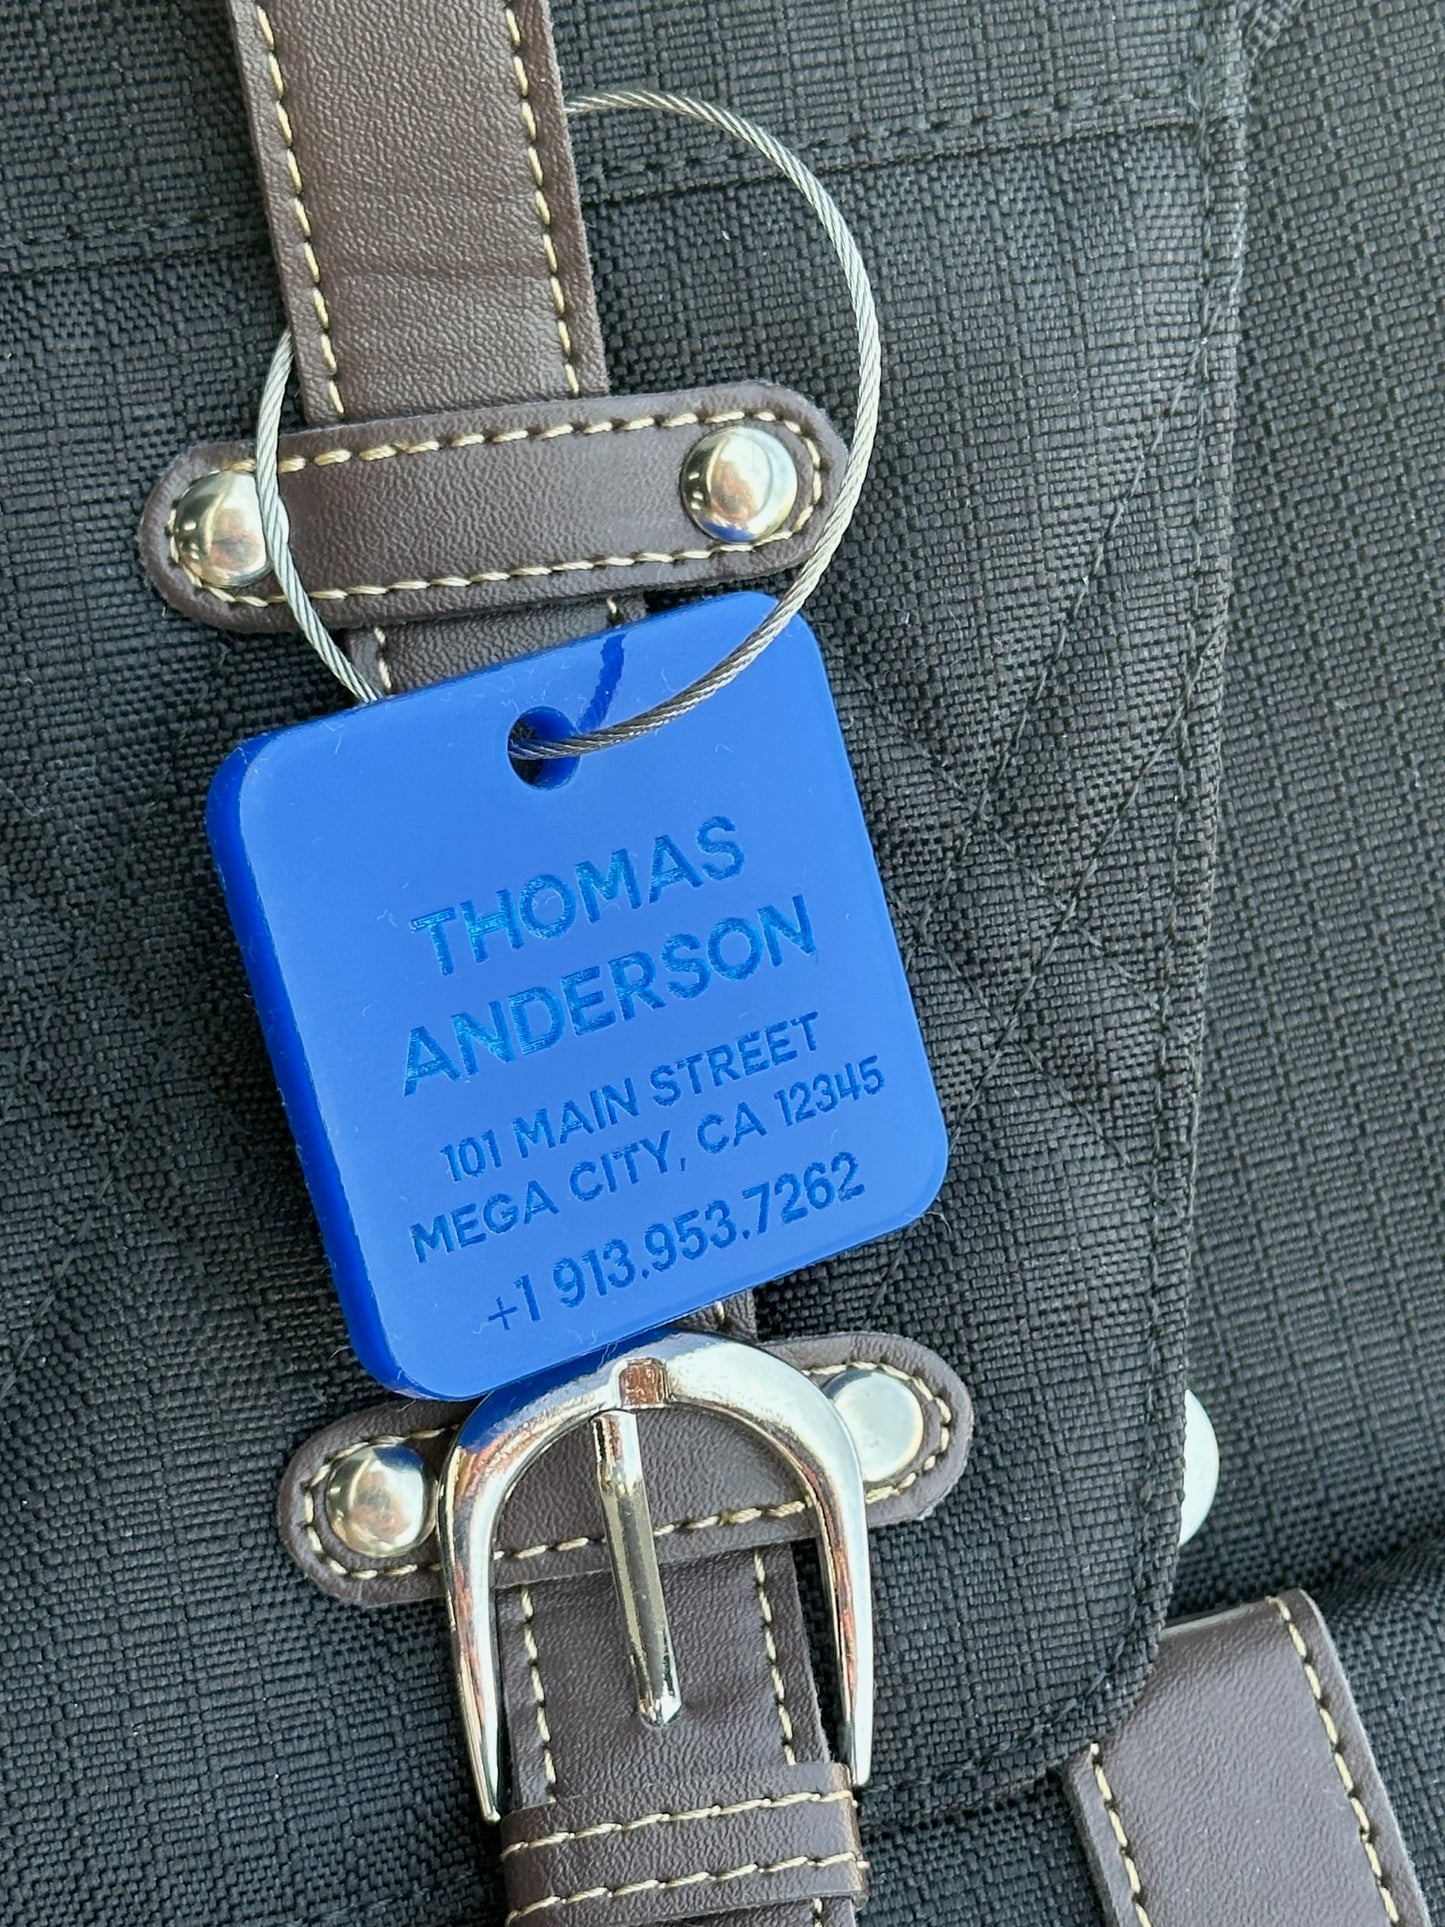 THOMAS
ANDERSON
101 MAIN STREET
MEGA CITY, CA 12345
+1 913.953.7262